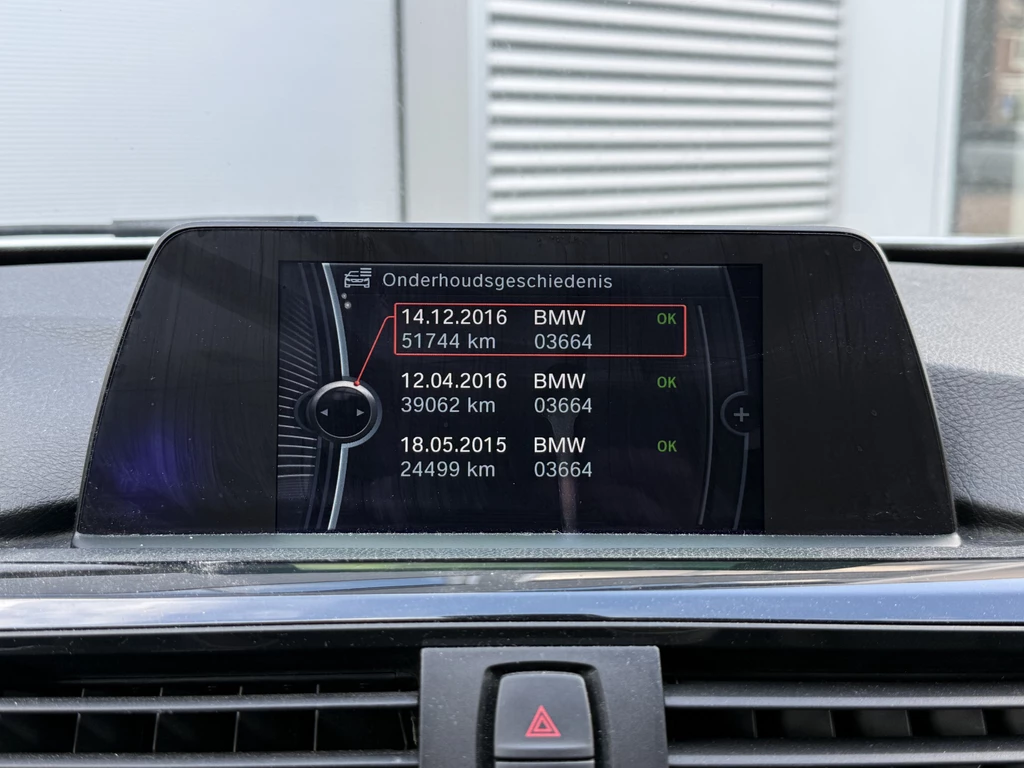 Onderhoudsgeschiedenis
14.12.2016 BMW OK
51744 km 03664
12.04.2016 BMW OK
39062 km 03664
18.05.2015 BMW OK
24499 km 03664